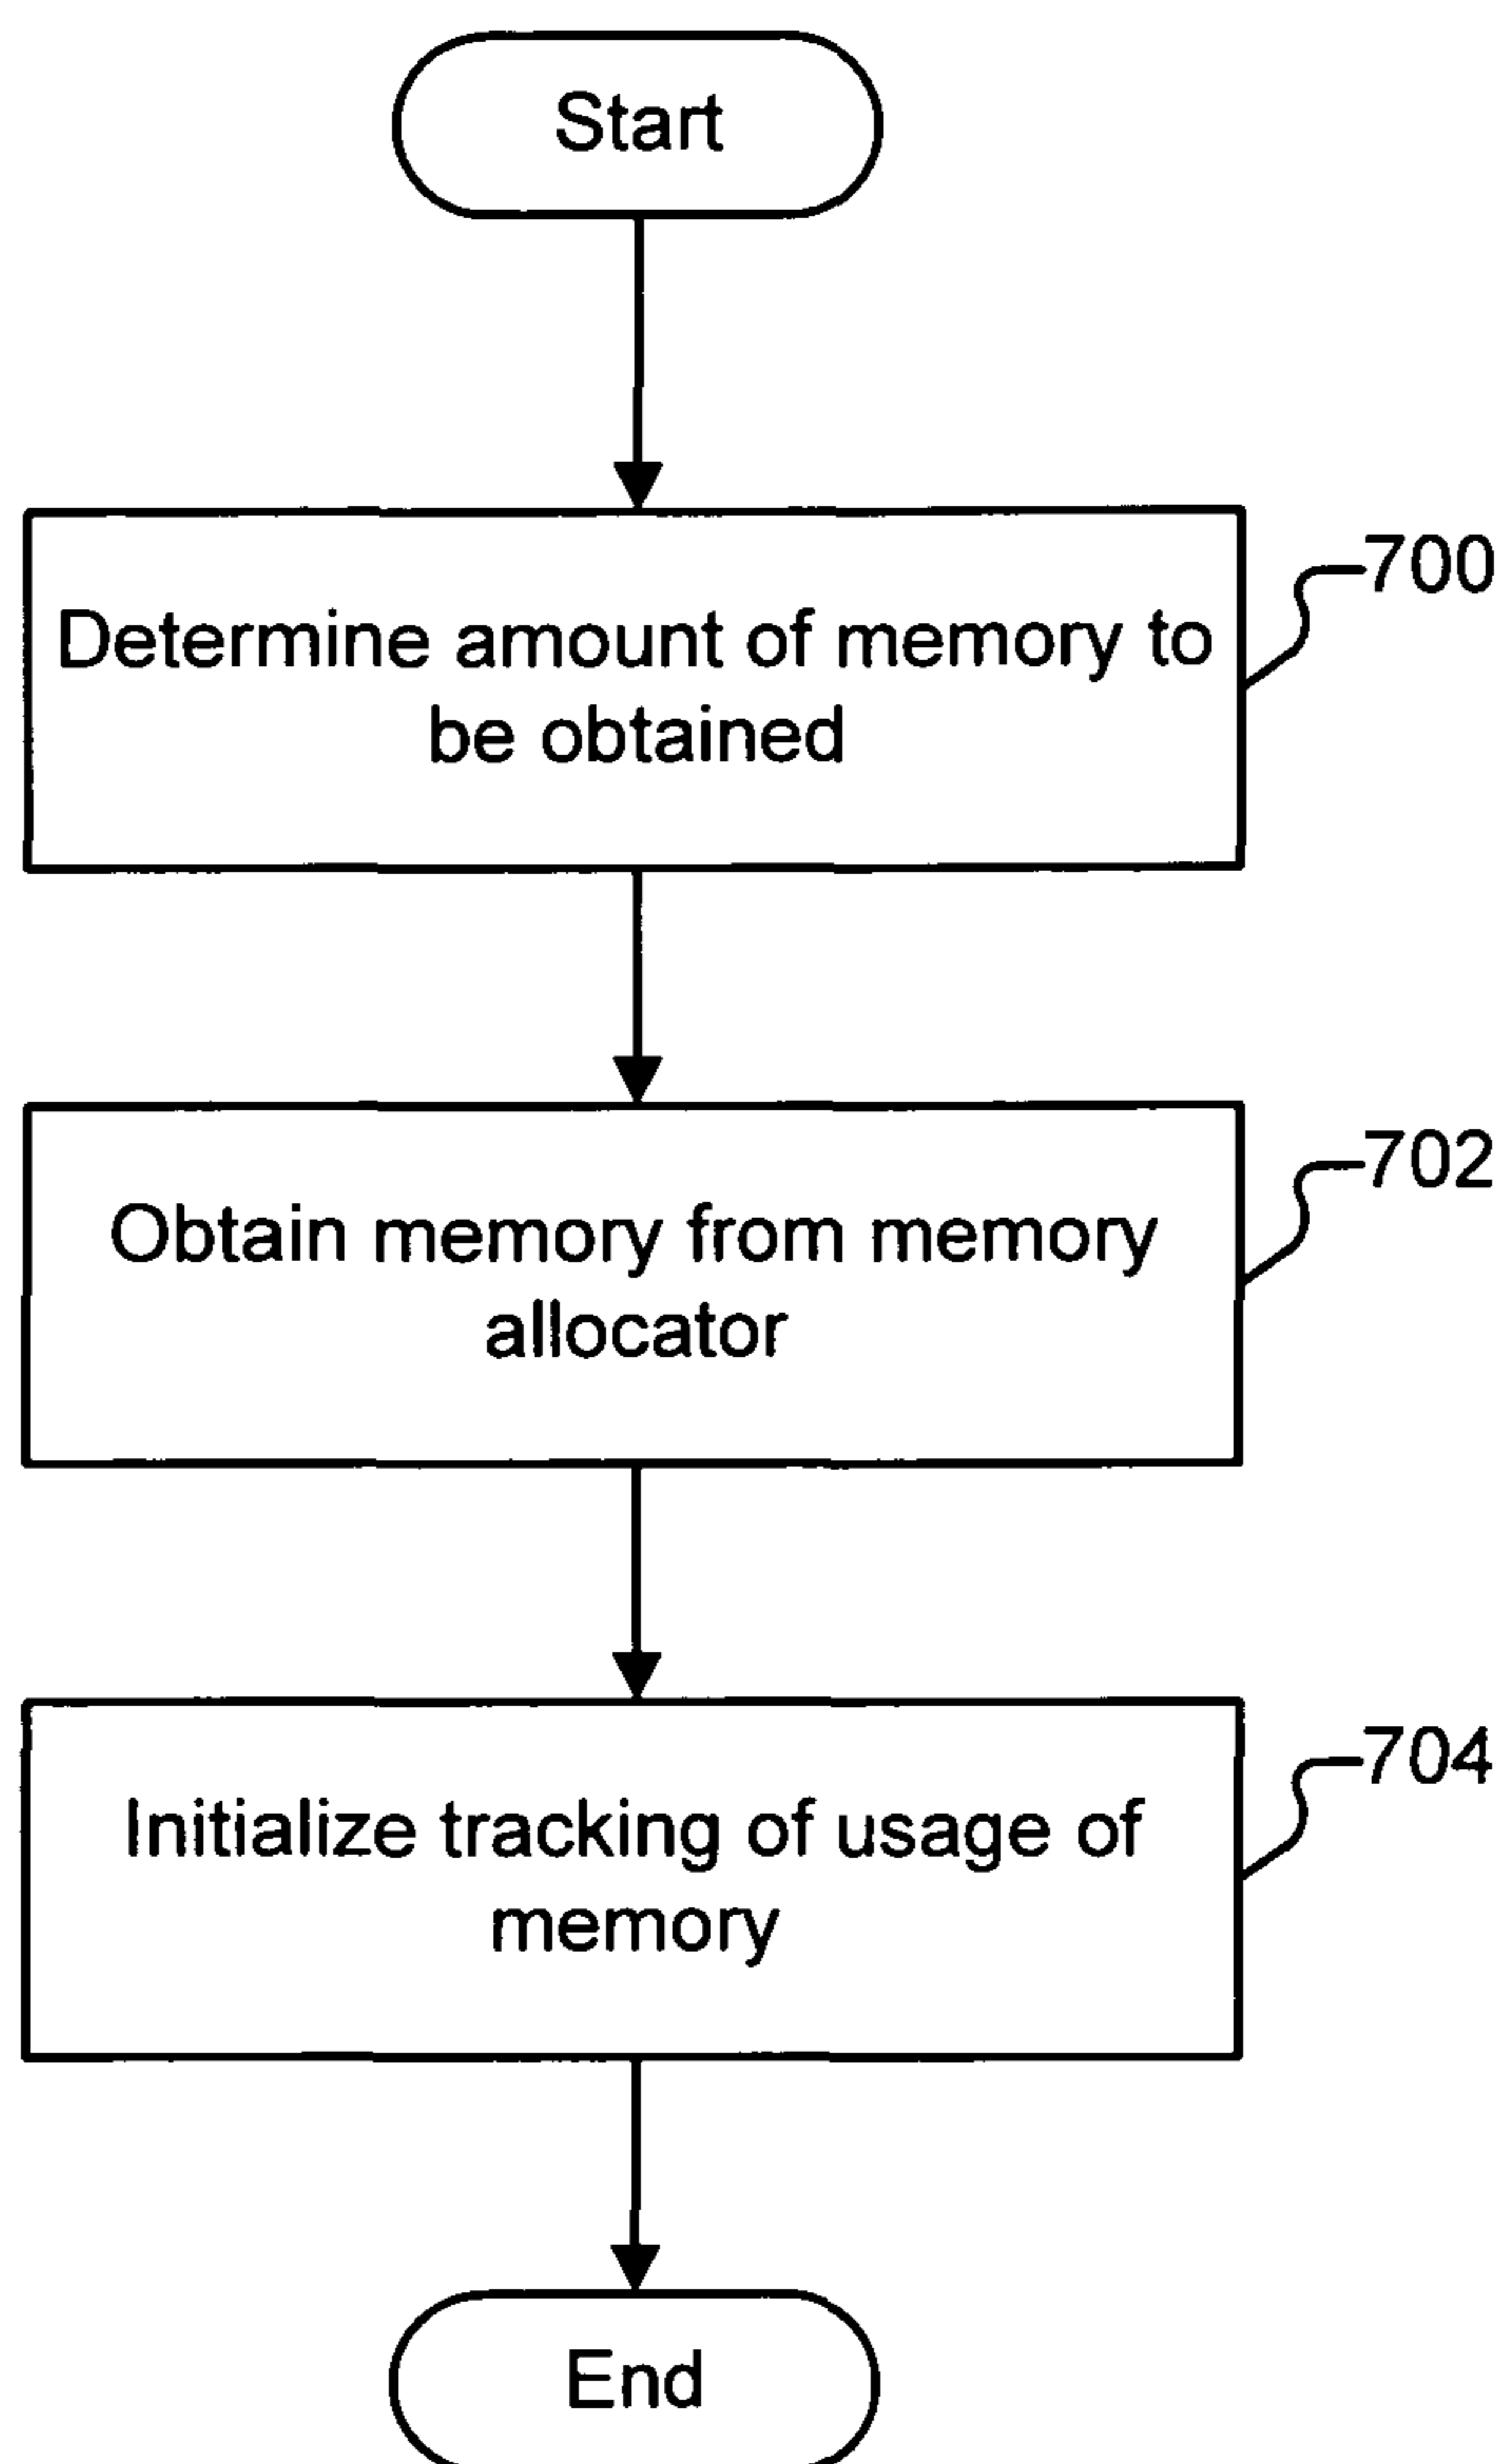 Start
700
Determine amount of memory to
be obtained
702
Obtain memory from memory
allocator
704
Initialize tracking of usage of
memory
End